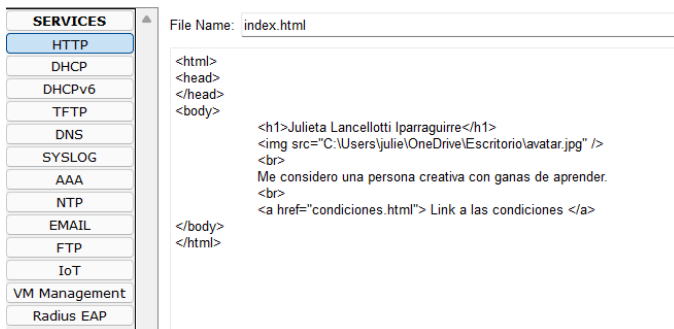 SERVICES
HTTP
DHCP
DHCPv6
TFTP
DNS
SYSLOG
AAA
NTP
EMAIL
FTP
IoT
VM Management
Radius EAP
File Name: index.html
<html>
<head>
</head>
<body>
<h1>Julieta Lancellotti Iparraguirre</h1>
<img src="C:\Users\julie\OneDrive\Escritorio\avatar.jpg" />
<br>
Me considero una persona creativa con ganas de aprender.
<br>
<a href="condiciones.html"> Link a las condiciones </a>
</body>
</html>